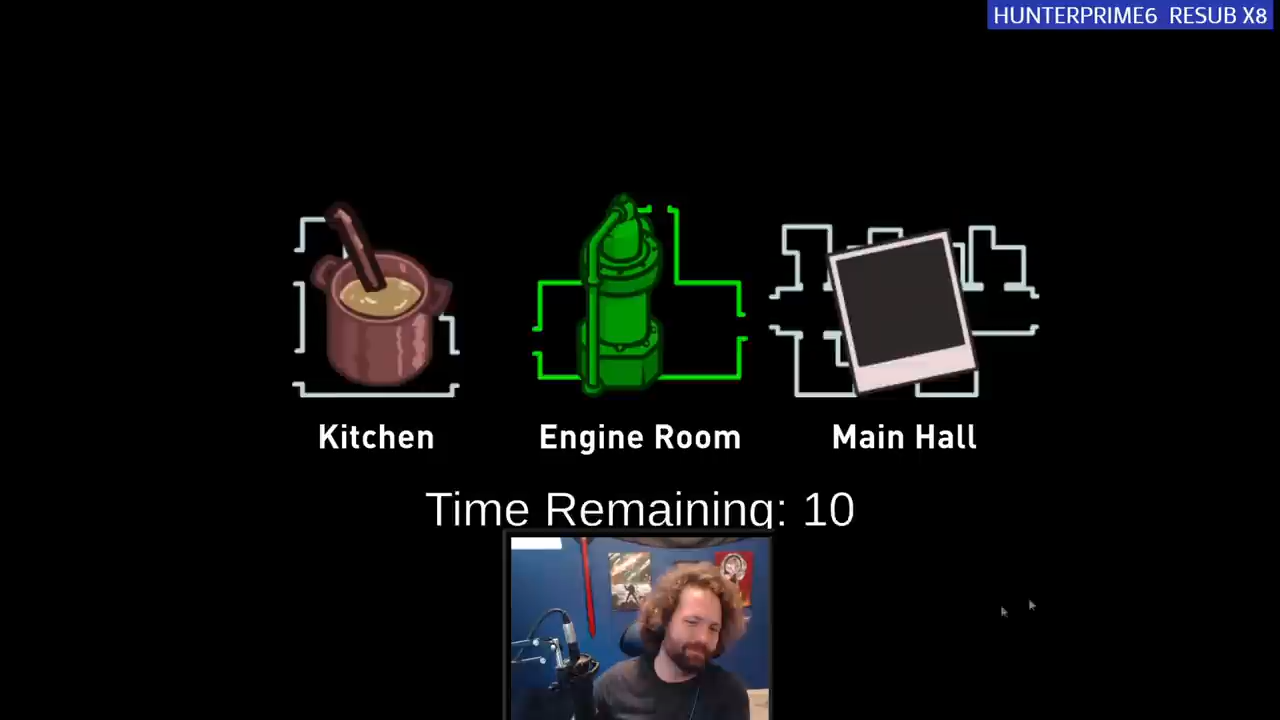 HUNTERPRIME6 RESUB X8
Kitchen
Engine Room
Main Hall
Time Remaining: 10